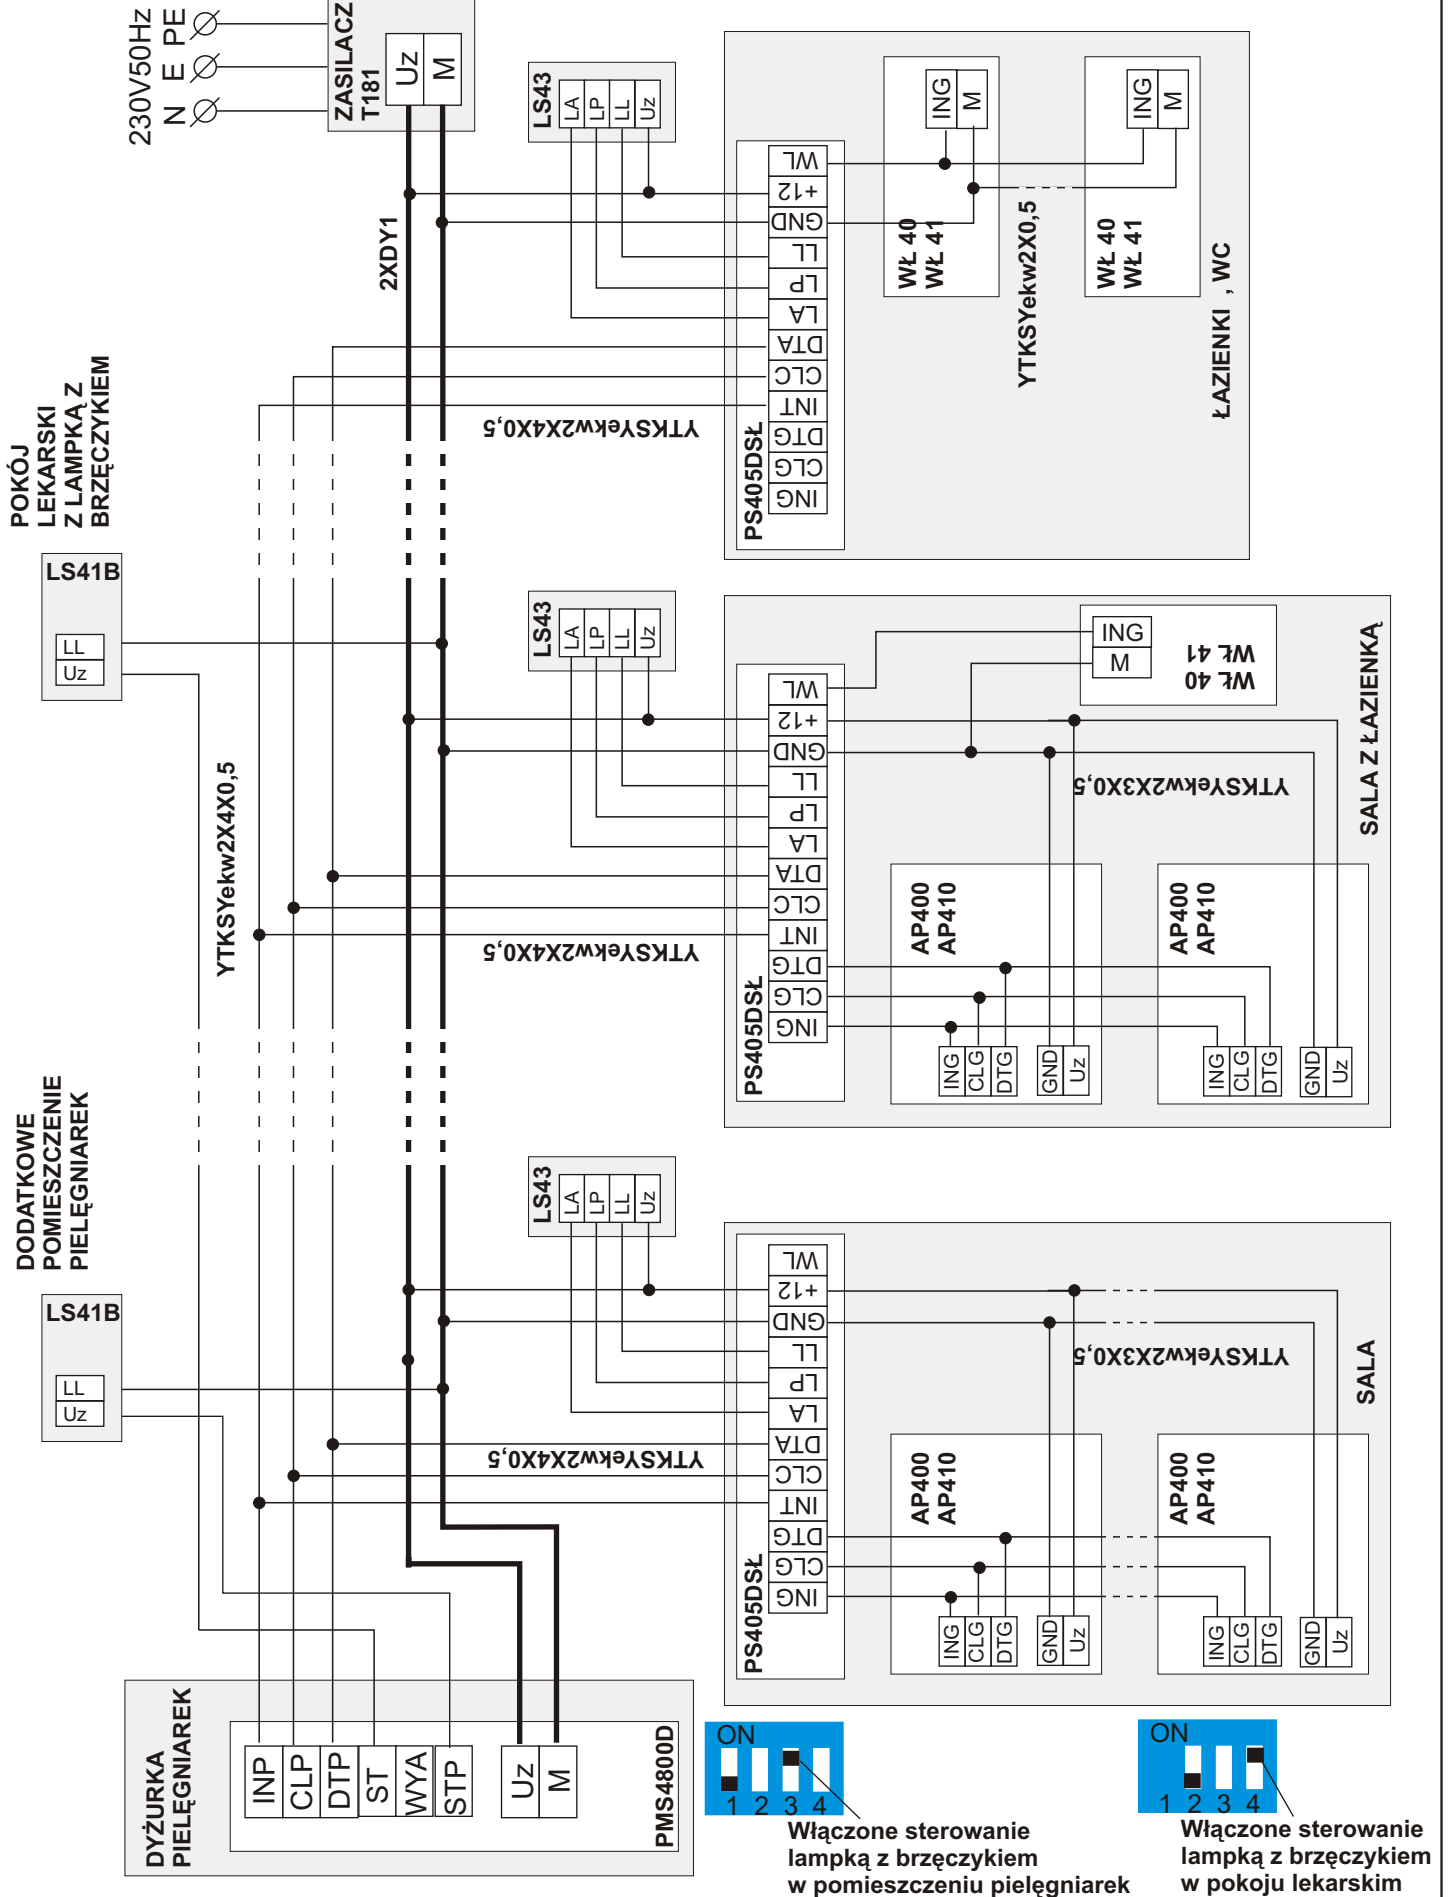 230V50Hz
N E PE
ZASILACZ
T181
Uz
M
2XDY1
POKÓJ
LEKARSKI
Z LAMPKĄ Z
BRZĘCZYKIEM
LS41B
LL
Uz
YTKSYekw2X4X0,5
DODATKOWE
POMIESZCZENIE
PIELĘGNIAREK
LS41B
LL
Uz
DYŻURKA
PIELĘGNIAREK
INP
CLP
DTP
ST
WYA
STP
Uz
M
PMS4800D
LS43
LA
LP
LL
Uz
YTKSYekw2X4X0,5
PS405DSŁ
WL
+12
GND
LL
LP
LA
DTA
CLC
INT
DTG
CLG
ING
ING
M
WŁ 40
WŁ 41
YTKSYekw2X0,5
ING
M
WŁ 40
WŁ 41
ŁAZIENKI , WC
LS43
LA
LP
LL
Uz
YTKSYekw2X4X0,5
PS405DSŁ
WL
+12
GND
LL
LP
LA
DTA
CLC
INT
DTG
CLG
ING
ING
M
WŁ 40
WŁ 41
YTKSYekw2X3X0,5
AP400
AP410
ING
CLG
DTG
GND
Uz
AP400
AP410
ING
CLG
DTG
GND
Uz
SALA Z ŁAZIENKĄ
LS43
LA
LP
LL
Uz
YTKSYekw2X4X0,5
PS405DSŁ
WL
+12
GND
LL
LP
LA
DTA
CLC
INT
DTG
CLG
ING
YTKSYekw2X3X0,5
AP400
AP410
ING
CLG
DTG
GND
Uz
AP400
AP410
ING
CLG
DTG
GND
Uz
SALA
ON
1 2 3 4
Włączone sterowanie
lampką z brzęczykiem
w pomieszczeniu pielęgniarek
ON
1 2 3 4
Włączone sterowanie
lampką z brzęczykiem
w pokoju lekarskim